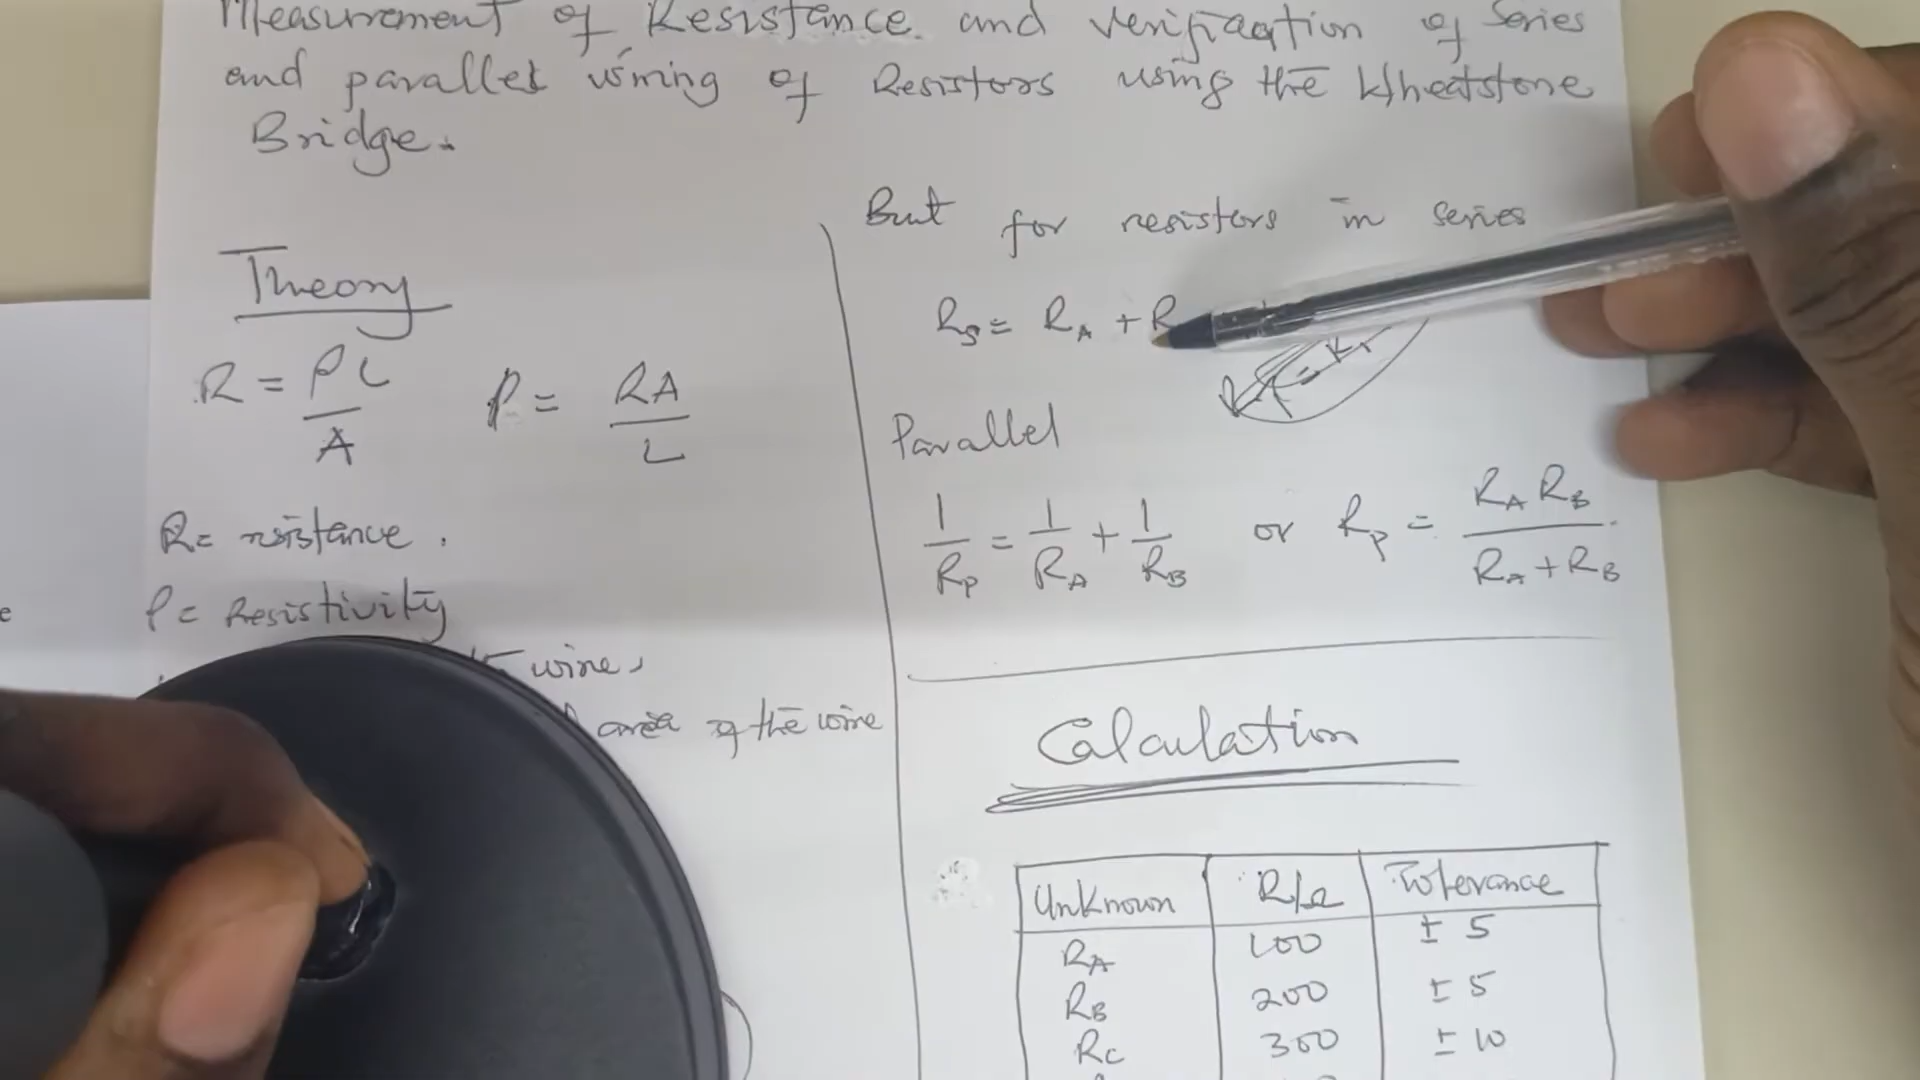 Measurement of Resistance and verification of Series
and parallel wiring of Resistors using the Wheatstone
Bridge.
Theory
R = ρL / A    ρ = RA / L
R = resistance.
ρ = Resistivity
wire,
area of the wire
But for resistors in series
Rs = RA + R
Parallel
1/Rp = 1/RA + 1/RB or Rp = RA RB / RA + RB
Calculation
Unknown R/Ω Tolerance
RA 100 ± 5
RB 200 ± 5
RC 300 ± 10
e